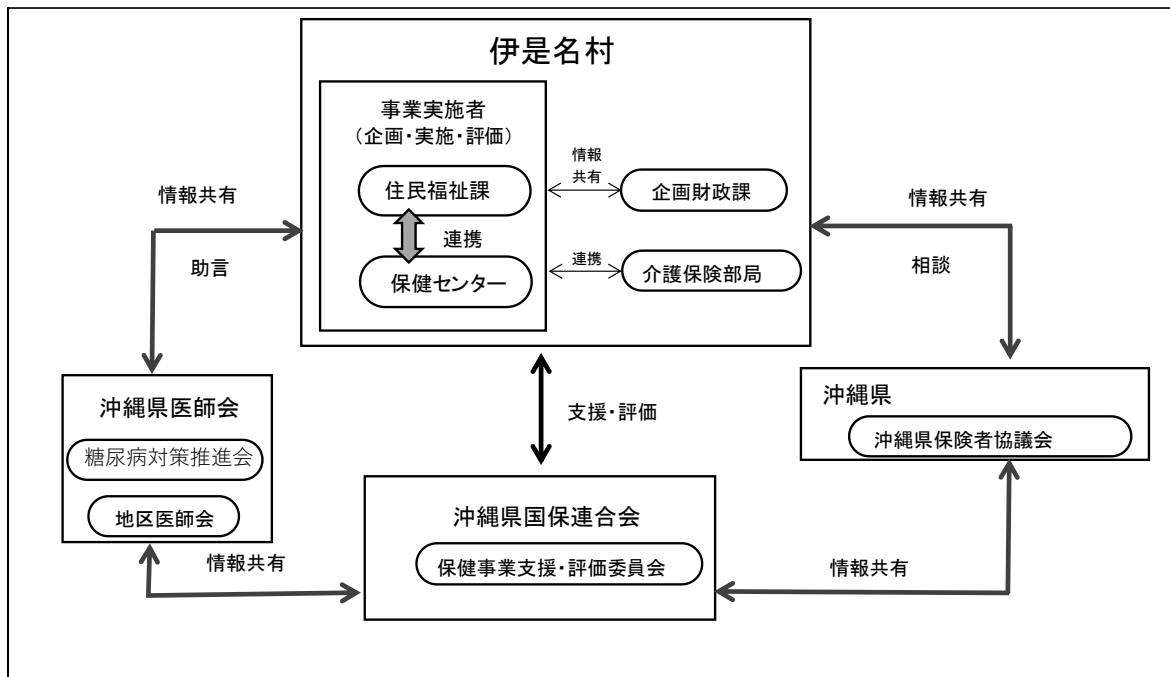 伊是名村
事業実施者
（企画・実施・評価）
住民福祉課
連携
保健センター
情報
共有
企画財政課
連携
介護保険部局
情報共有
助言
情報共有
相談
沖縄県医師会
糖尿病対策推進会
地区医師会
支援・評価
沖縄県
沖縄県保険者協議会
沖縄県国保連合会
保健事業支援・評価委員会
情報共有
情報共有